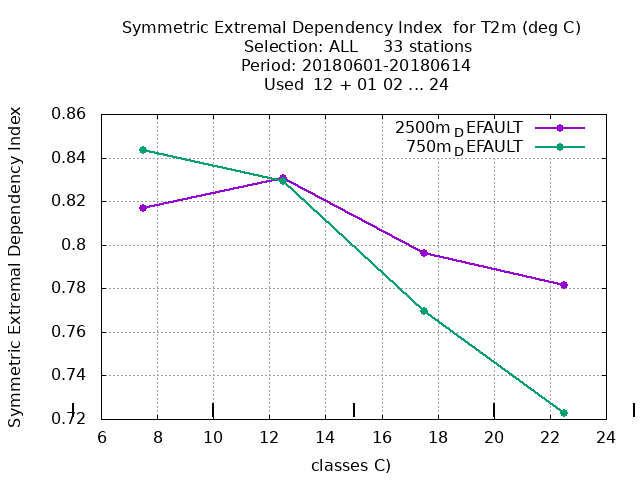 Symmetric Extremal Dependency Index  for T2m (deg C)
Selection: ALL     33 stations
Period: 20180601-20180614
Used  12 + 01 02 ... 24
Symmetric Extremal Dependency Index
0.86
0.84
0.82
0.8
0.78
0.76
0.74
0.72
2500m DEFAULT
750m DEFAULT
6 8 10 12 14 16 18 20 22 24
classes C)